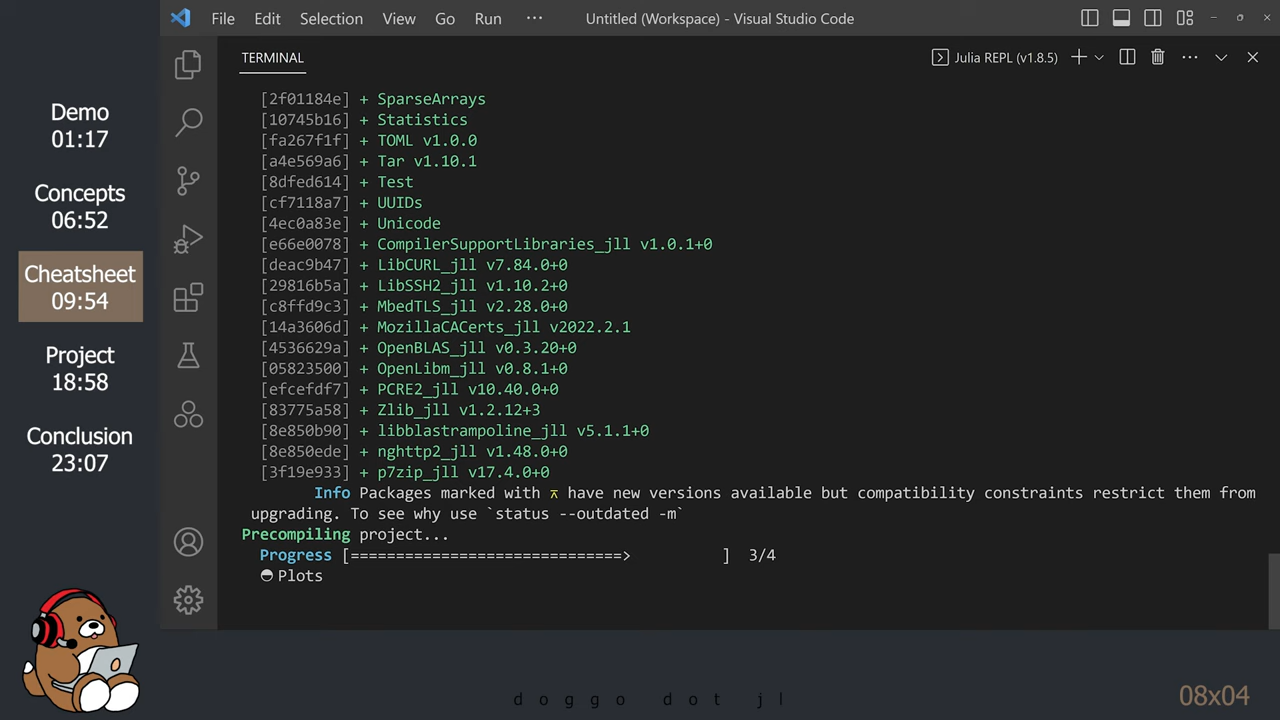 File Edit Selection View Go Run ··· Untitled (Workspace) - Visual Studio Code
TERMINAL
Julia REPL (v1.8.5)
Demo
01:17
Concepts
06:52
Cheatsheet
09:54
Project
18:58
Conclusion
23:07
[2f01184e] + SparseArrays
[10745b16] + Statistics
[fa267f1f] + TOML v1.0.0
[a4e569a6] + Tar v1.10.1
[8dfed614] + Test
[cf7118a7] + UUIDs
[4ec0a83e] + Unicode
[e66e0078] + CompilerSupportLibraries_jll v1.0.1+0
[deac9b47] + LibCURL_jll v7.84.0+0
[29816b5a] + LibSSH2_jll v1.10.2+0
[c8ffd9c3] + MbedTLS_jll v2.28.0+0
[14a3606d] + MozillaCACerts_jll v2022.2.1
[4536629a] + OpenBLAS_jll v0.3.20+0
[05823500] + OpenLibm_jll v0.8.1+0
[efcefdf7] + PCRE2_jll v10.40.0+0
[83775a58] + Zlib_jll v1.2.12+3
[8e850b90] + libblastrampoline_jll v5.1.1+0
[8e850ede] + nghttp2_jll v1.48.0+0
[3f19e933] + p7zip_jll v17.4.0+0
Info Packages marked with ⌅ have new versions available but compatibility constraints restrict them from
upgrading. To see why use `status --outdated -m`
Precompiling project...
Progress [==============================> ] 3/4
◓ Plots
doggo dot jl
08x04